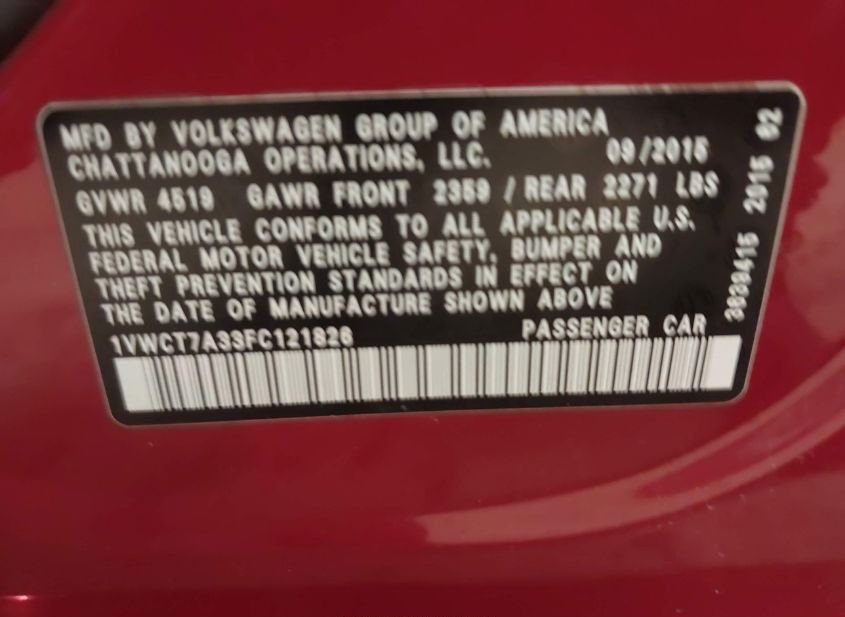 MFD BY VOLKSWAGEN GROUP OF AMERICA
CHATTANOOGA OPERATIONS, LLC. 09/2015
GVWR 4519 GAWR FRONT 2359 / REAR 2271 LBS
THIS VEHICLE CONFORMS TO ALL APPLICABLE U.S.
FEDERAL MOTOR VEHICLE SAFETY, BUMPER AND
THEFT PREVENTION STANDARDS IN EFFECT ON
THE DATE OF MANUFACTURE SHOWN ABOVE
1VWCT7A33FC121826 PASSENGER CAR
2015 02